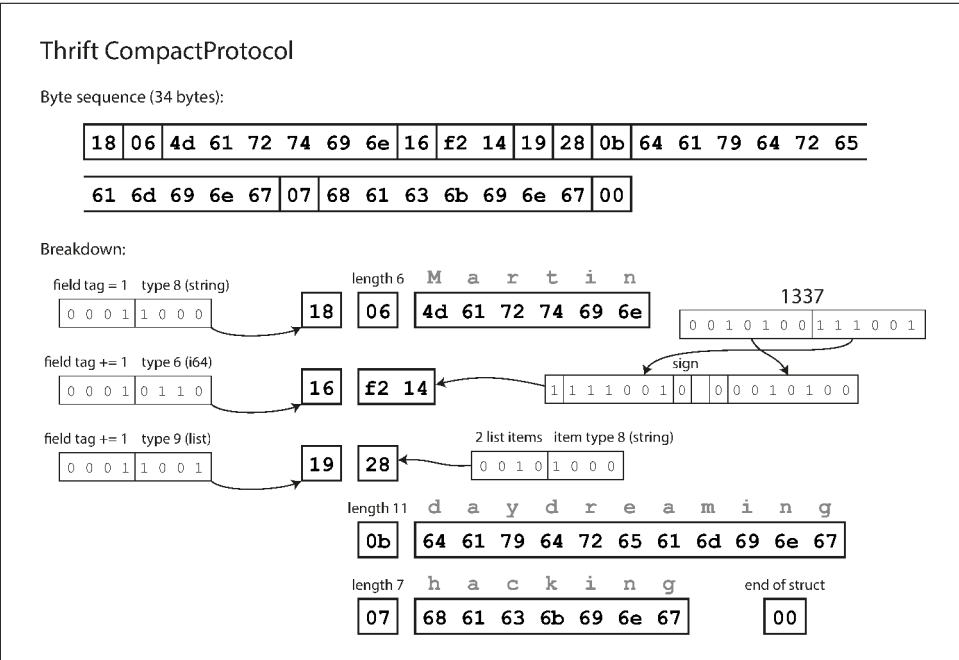 Thrift CompactProtocol
Byte sequence (34 bytes):
18 06 4d 61 72 74 69 6e 16 f2 14 19 28 0b 64 61 79 64 72 65
61 6d 69 6e 67 07 68 61 63 6b 69 6e 67 00
Breakdown:
field tag = 1 type 8 (string) length 6 M a r t i n
0 0 0 1 1 0 0 0 18 06 4d 61 72 74 69 6e
1337
0 0 1 0 1 0 0 1 1 1 0 0 1
field tag += 1 type 6 (i64) sign
0 0 0 1 0 1 1 0 16 f2 14 1 1 1 1 0 0 1 0 0 0 0 1 0 1 0 0
field tag += 1 type 9 (list) 2 list items item type 8 (string)
0 0 0 1 1 0 0 1 19 28 0 0 1 0 1 0 0 0
length 11 d a y d r e a m i n g
0b 64 61 79 64 72 65 61 6d 69 6e 67
length 7 h a c k i n g end of struct
07 68 61 63 6b 69 6e 67 00